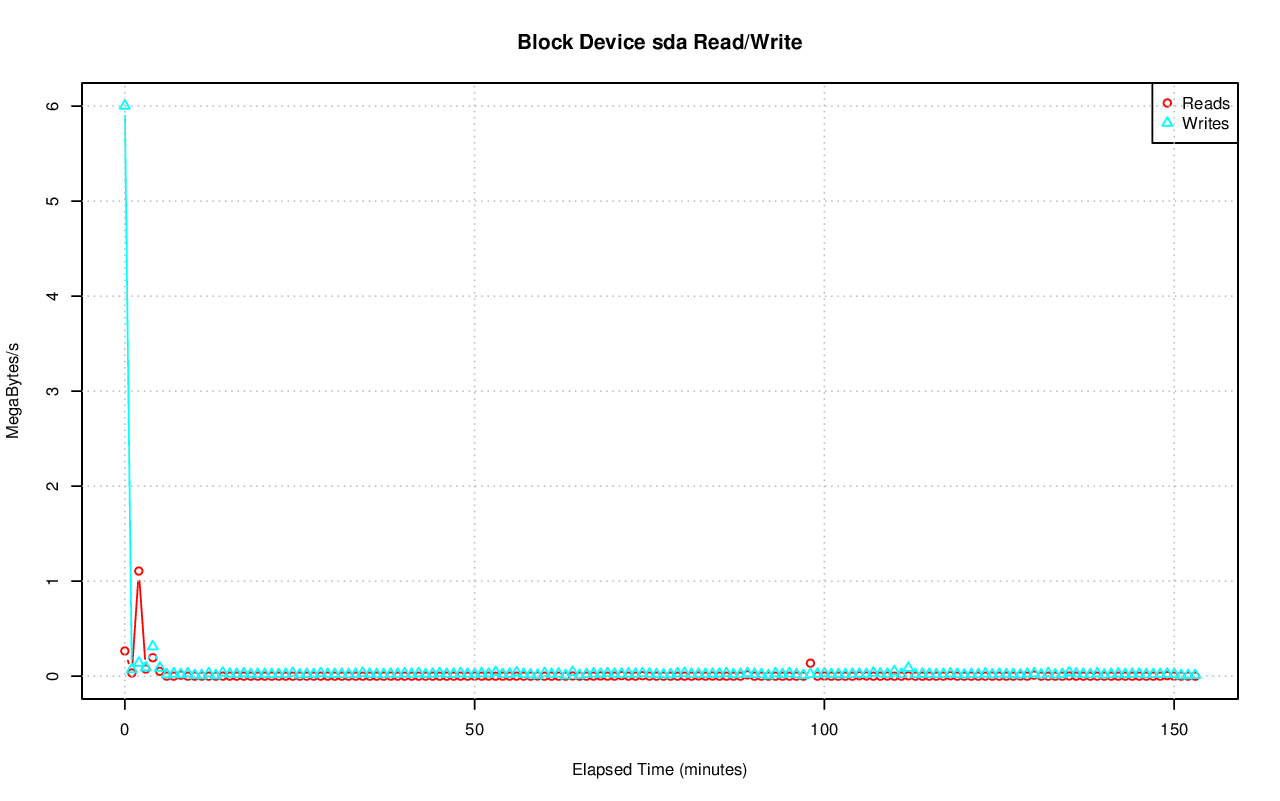 Block Device sda Read/Write
Reads
Writes
6
5
4
3
2
1
0
MegaBytes/s
0 50 100 150
Elapsed Time (minutes)